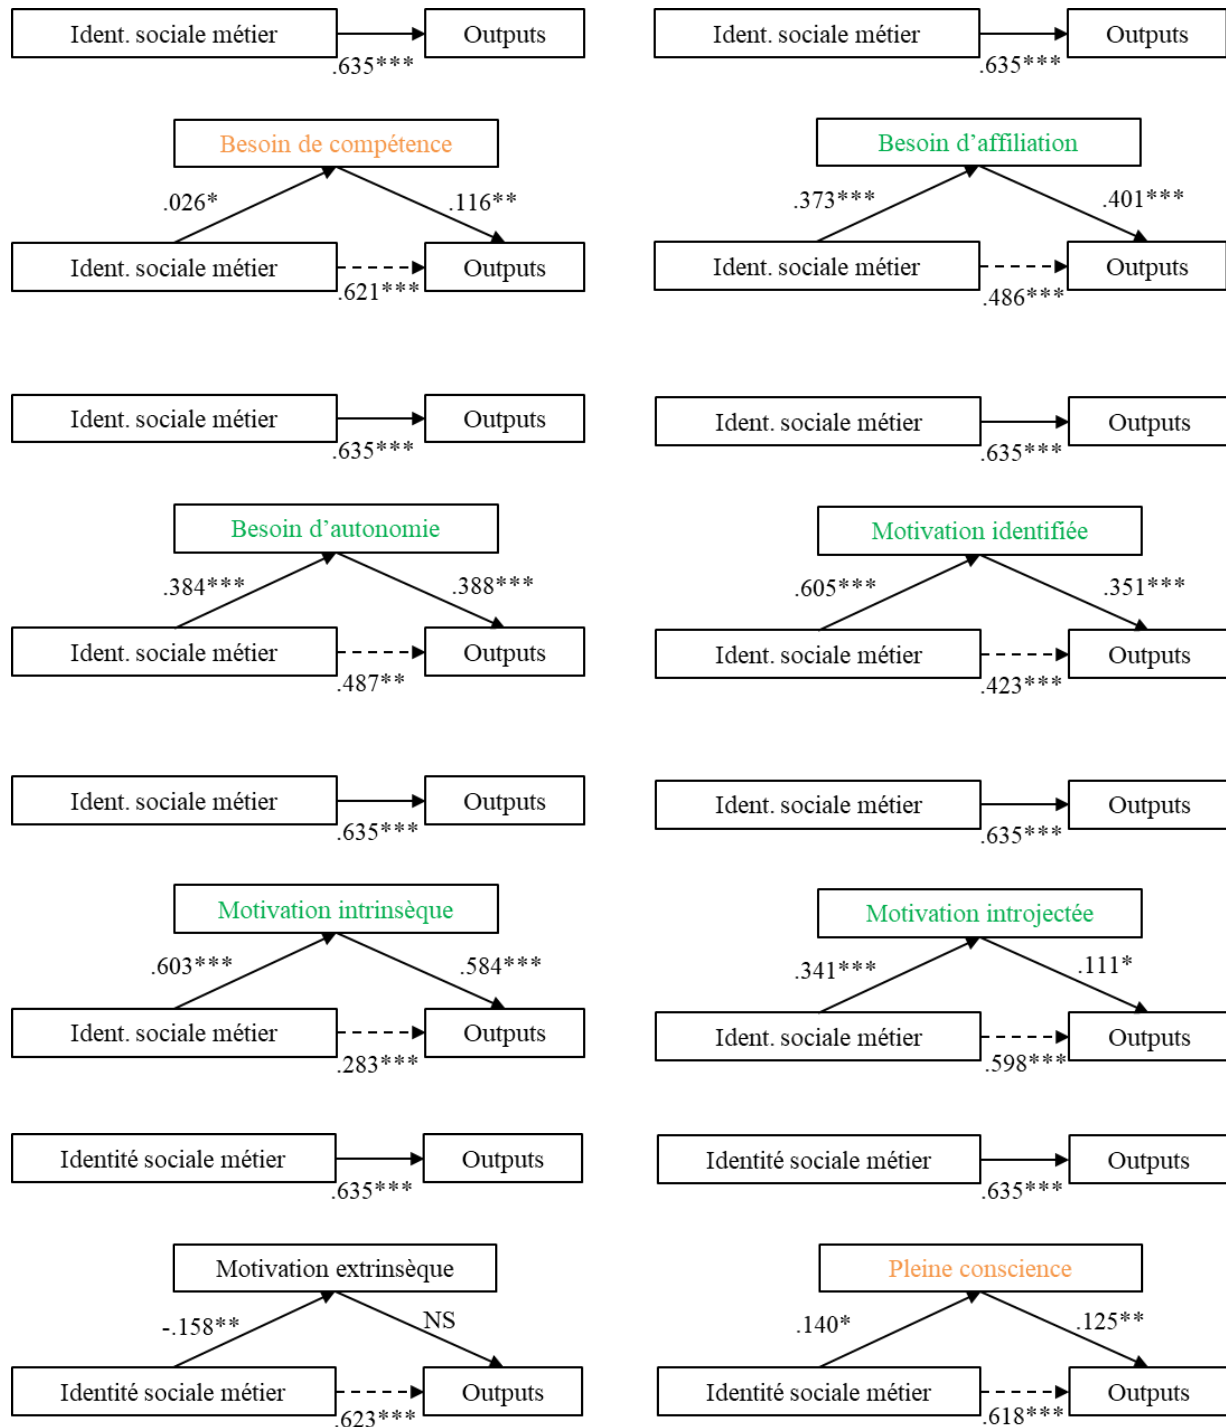 Ident. sociale métier Outputs
.635***
Ident. sociale métier Outputs
.635***
Besoin de compétence
.026* .116**
Ident. sociale métier Outputs
.621***
Besoin d’affiliation
.373*** .401***
Ident. sociale métier Outputs
.486***
Ident. sociale métier Outputs
.635***
Ident. sociale métier Outputs
.635***
Besoin d’autonomie
.384*** .388***
Ident. sociale métier Outputs
.487**
Motivation identifiée
.605*** .351***
Ident. sociale métier Outputs
.423***
Ident. sociale métier Outputs
.635***
Ident. sociale métier Outputs
.635***
Motivation intrinsèque
.603*** .584***
Ident. sociale métier Outputs
.283***
Motivation introjectée
.341*** .111*
Ident. sociale métier Outputs
.598***
Identité sociale métier Outputs
.635***
Identité sociale métier Outputs
.635***
Motivation extrinsèque
-.158** NS
Identité sociale métier Outputs
.623***
Pleine conscience
.140* .125**
Identité sociale métier Outputs
.618***